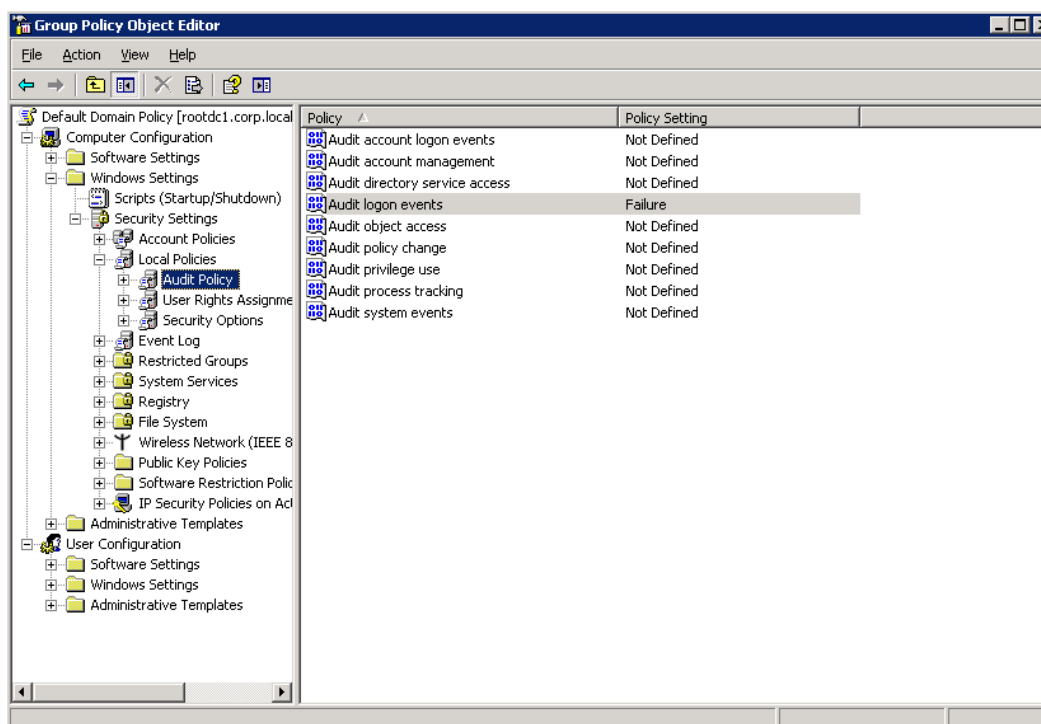 Group Policy Object Editor
File Action View Help
Default Domain Policy [rootdc1.corp.local
Computer Configuration
Software Settings
Windows Settings
Scripts (Startup/Shutdown)
Security Settings
Account Policies
Local Policies
Audit Policy
User Rights Assignme
Security Options
Event Log
Restricted Groups
System Services
Registry
File System
Wireless Network (IEEE 8
Public Key Policies
Software Restriction Polic
IP Security Policies on Act
Administrative Templates
User Configuration
Software Settings
Windows Settings
Administrative Templates
Policy Policy Setting
Audit account logon events Not Defined
Audit account management Not Defined
Audit directory service access Not Defined
Audit logon events Failure
Audit object access Not Defined
Audit policy change Not Defined
Audit privilege use Not Defined
Audit process tracking Not Defined
Audit system events Not Defined